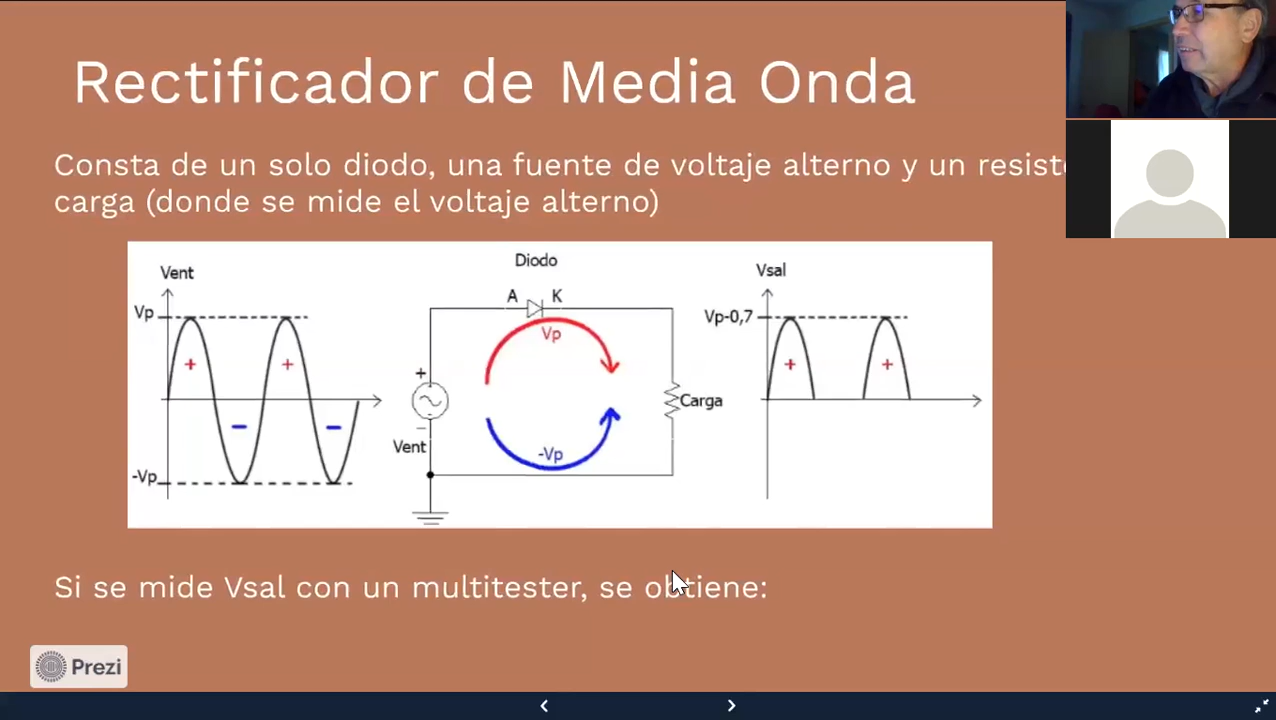 Rectificador de Media Onda
Consta de un solo diodo, una fuente de voltaje alterno y un
carga (donde se mide el voltaje alterno)
Vent
Vp
+
+
-
-
-Vp
Diodo
A K
Vp
+
~
-
Carga
Vent
-Vp
Vsal
Vp-0,7
+
+
Si se mide Vsal con un multitester, se obtiene:
Prezi